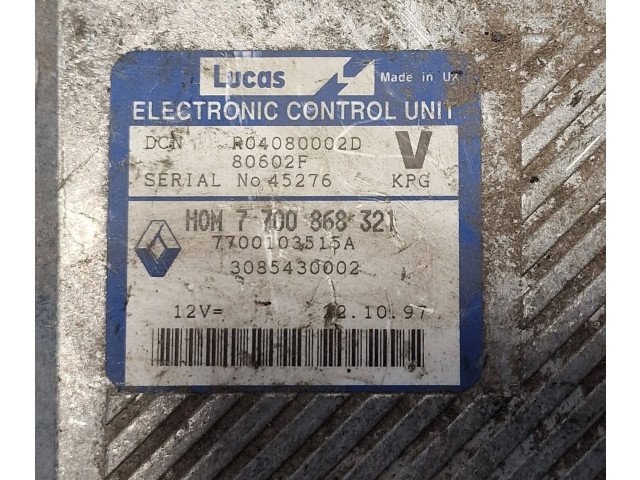 Lucas
Made in
ELECTRONIC CONTROL UNIT
DCN R04080002D V
80602F
SERIAL No 45276 KPG
HOM 7 700 868 321
7700103515A
3085430002
12V= 22.10.97